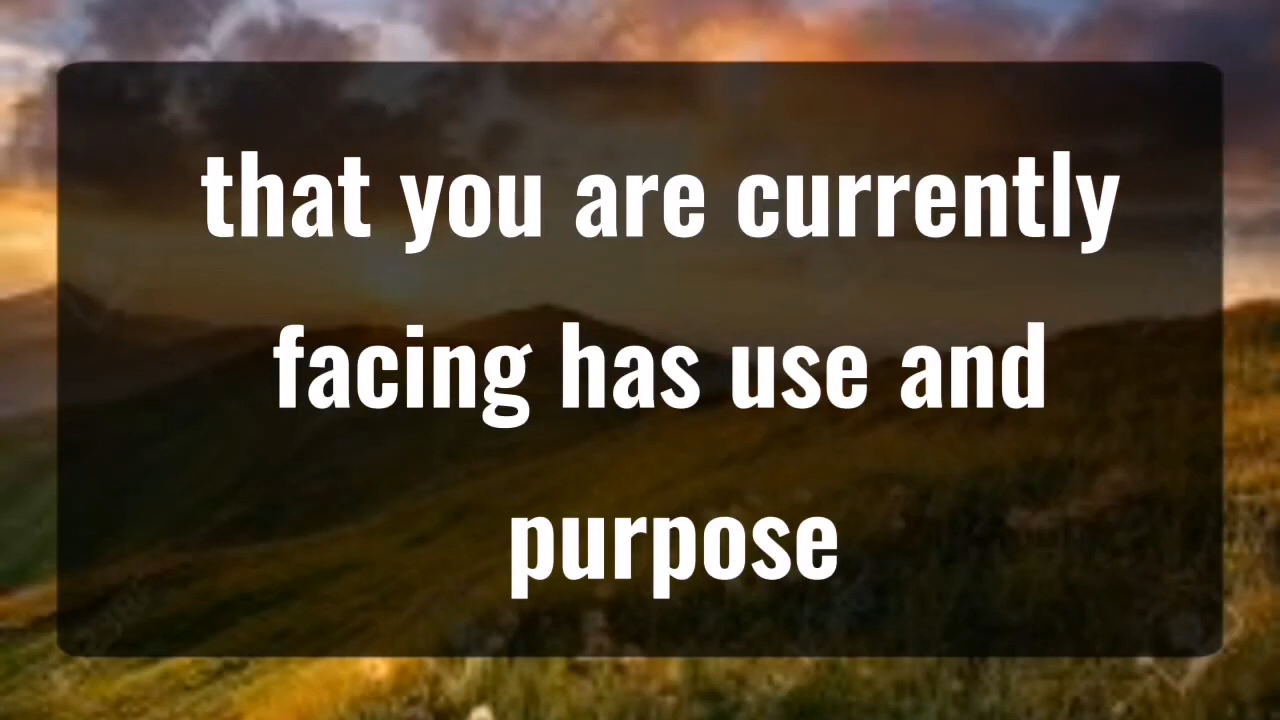 that you are currently
facing has use and
purpose